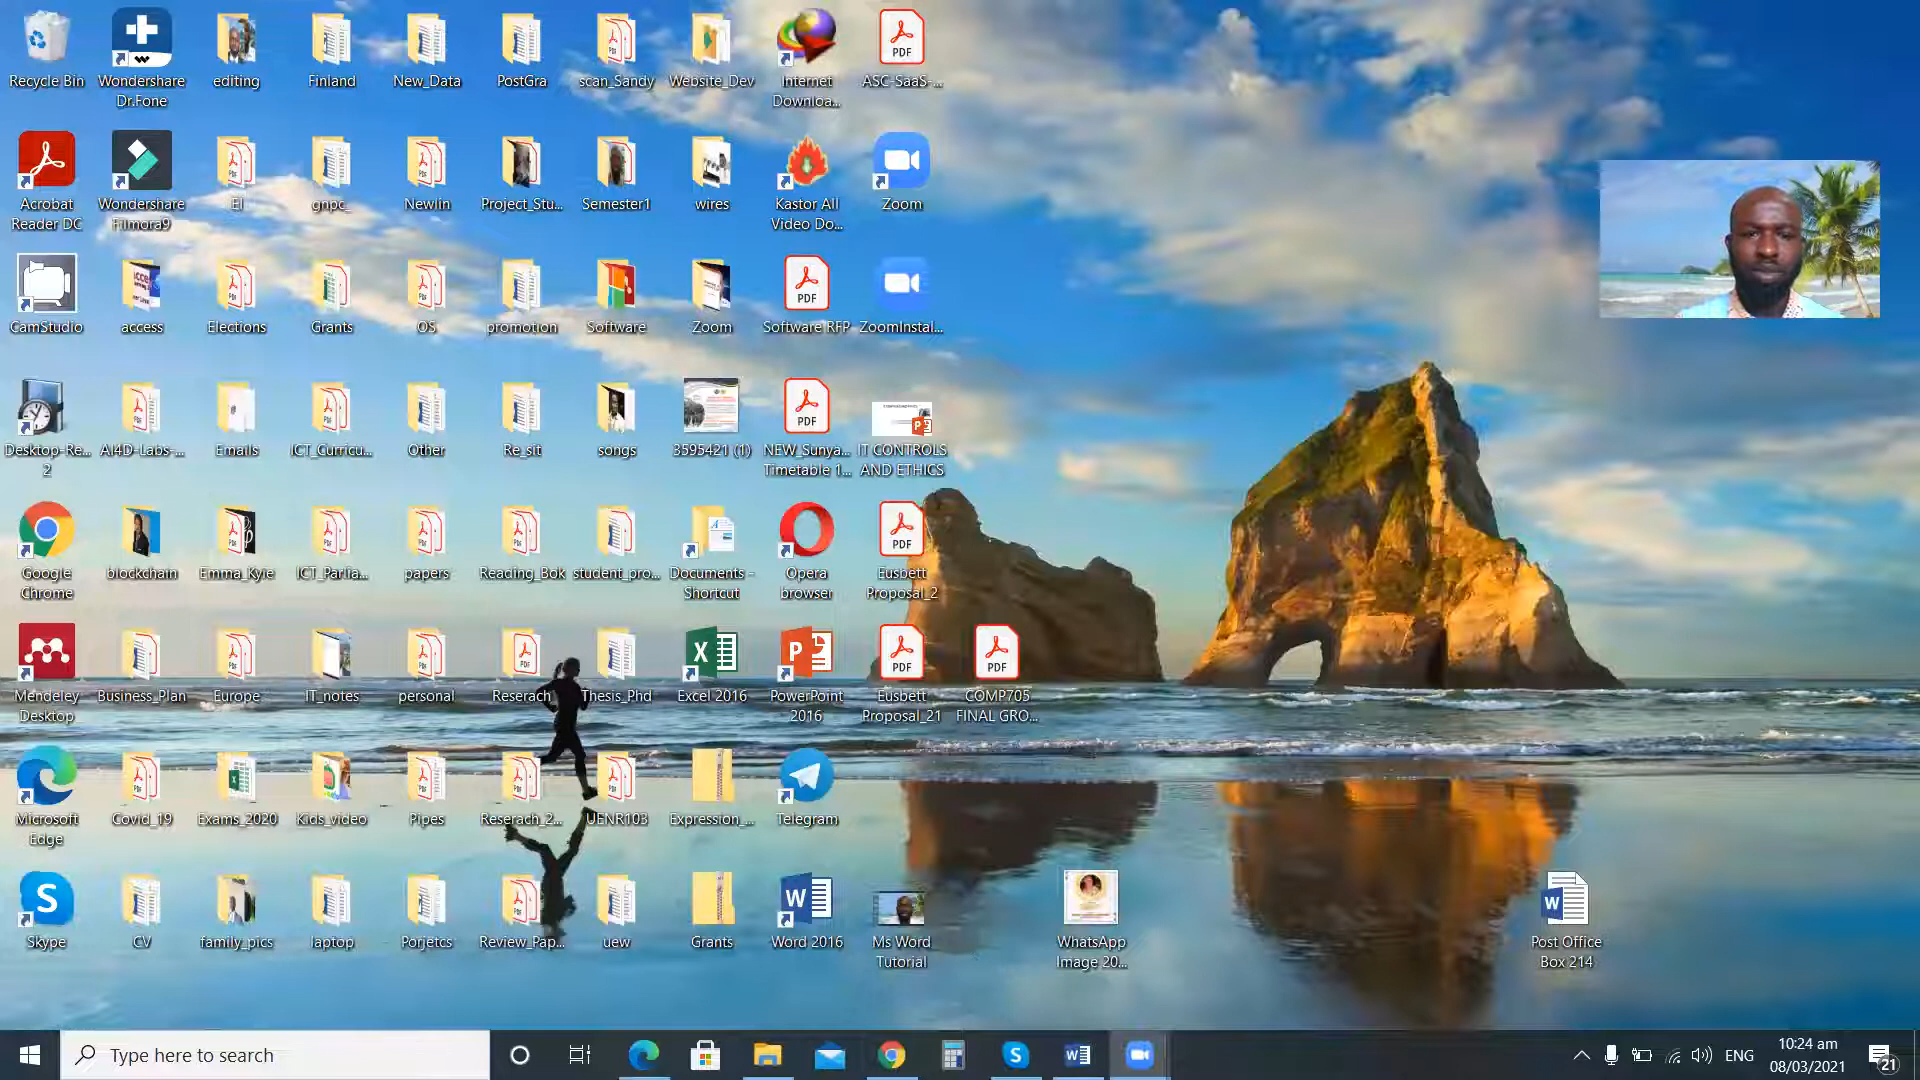 Recycle Bin
Wondershare
Dr.Fone
editing
Finland
New_Data
PostGra
scan_Sandy
Website_Dev
Internet
Downloa...
ASC-SaaS-...
Acrobat
Reader DC
Wondershare
Filmora9
EI
gnpc_
Newlin
Project_Stu...
Semester1
wires
Kastor All
Video Do...
Zoom
CamStudio
access
Elections
Grants
OS
promotion
Software
Zoom
Software RFP
ZoomInstal...
Desktop-Re...
2
AI4D-Labs-...
Emails
ICT_Curricu...
Other
Re_sit
songs
3595421 (1)
NEW_Sunya...
Timetable 1...
IT CONTROLS
AND ETHICS
Google
Chrome
blockchain
Emma_Kyie
ICT_Parlia...
papers
Reading_Bok
student_pro...
Documents -
Shortcut
Opera
browser
Eusbett
Proposal_2
Mendeley
Desktop
Business_Plan
Europe
IT_notes
personal
Reserach
Thesis_Phd
Excel 2016
PowerPoint
2016
Eusbett
Proposal_21
COMP705
FINAL GRO...
Microsoft
Edge
Covid_19
Exams_2020
Kids_video
Pipes
Reserach_2...
UENR103
Expression_...
Telegram
Skype
CV
family_pics
laptop
Porjetcs
Review_Pap...
uew
Grants
Word 2016
Ms Word
Tutorial
WhatsApp
Image 20...
Post Office
Box 214
Type here to search
ENG
10:24 am
08/03/2021
21